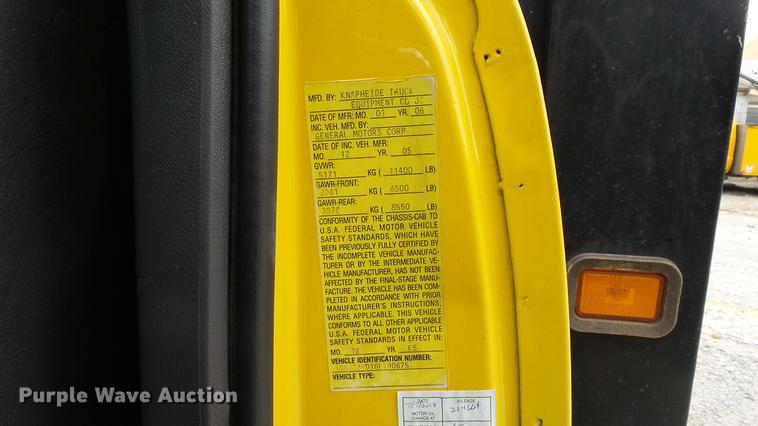 MFD. BY: KNAPHEIDE TRUCK
EQUIPMENT CO JC
DATE OF MFR: MO. 01 YR. 06
INC. VEH. MFD. BY:
GENERAL MOTORS CORP
DATE OF INC. VEH. MFR:
MO. 12 YR. 05
GVWR:
5171 KG ( 11400 LB)
GAWR-FRONT:
2041 KG ( 4500 LB)
GAWR-REAR:
KG ( 8550 LB)
CONFORMITY OF THE CHASSIS-CAB TO
U.S.A. FEDERAL MOTOR VEHICLE
SAFETY STANDARDS, WHICH HAVE
BEEN PREVIOUSLY FULLY CERTIFIED BY
THE INCOMPLETE VEHICLE MANUFAC-
TURER OR BY THE INTERMEDIATE VE-
HICLE MANUFACTURER, HAS NOT BEEN
AFFECTED BY THE FINAL-STAGE MANU-
FACTURE. THE VEHICLE HAS BEEN COM-
PLETED IN ACCORDANCE WITH PRIOR
MANUFACTURER'S INSTRUCTIONS,
WHERE APPLICABLE. THIS VEHICLE
CONFORMS TO ALL OTHER APPLICABLE
U.S.A. FEDERAL MOTOR VEHICLE
SAFETY STANDARDS IN EFFECT IN:
MO. 12 YR. 05
VEHICLE IDENTIFICATION NUMBER:
VEHICLE TYPE:
DATE MILEAGE
MOTOR OIL
CHANGE AT
Purple Wave Auction